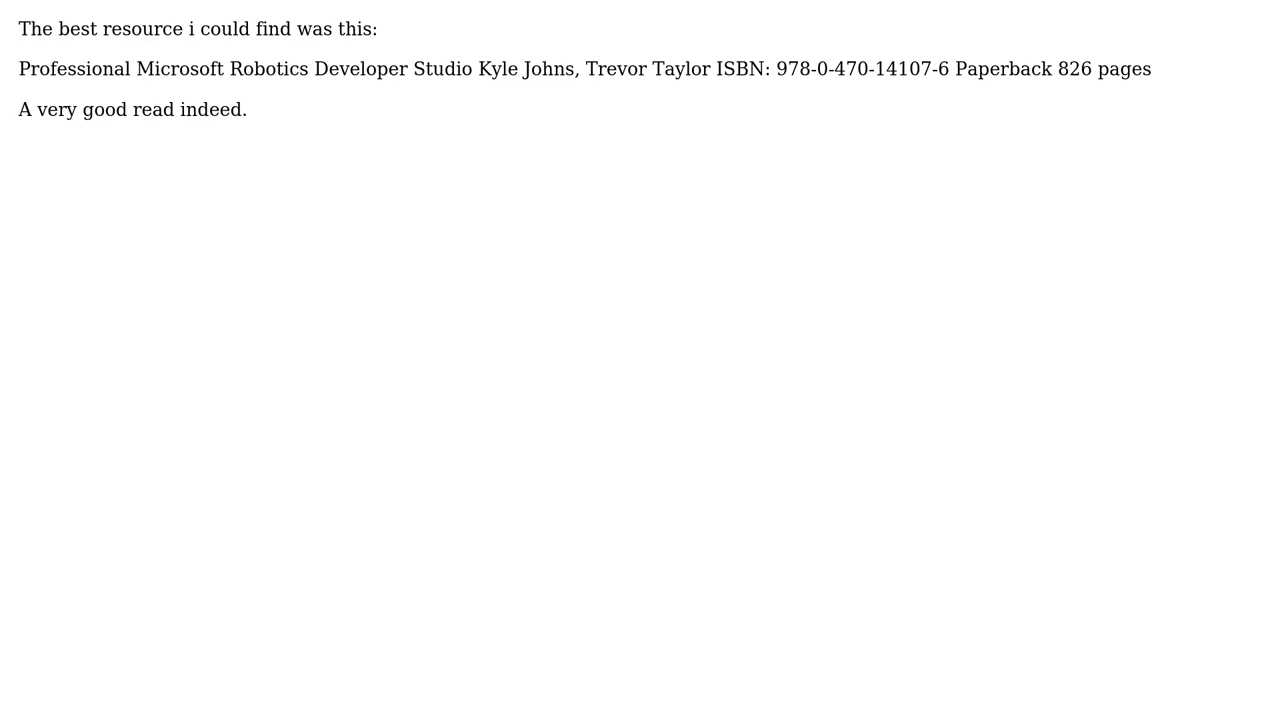 The best resource i could find was this:
Professional Microsoft Robotics Developer Studio Kyle Johns, Trevor Taylor ISBN: 978-0-470-14107-6 Paperback 826 pages
A very good read indeed.